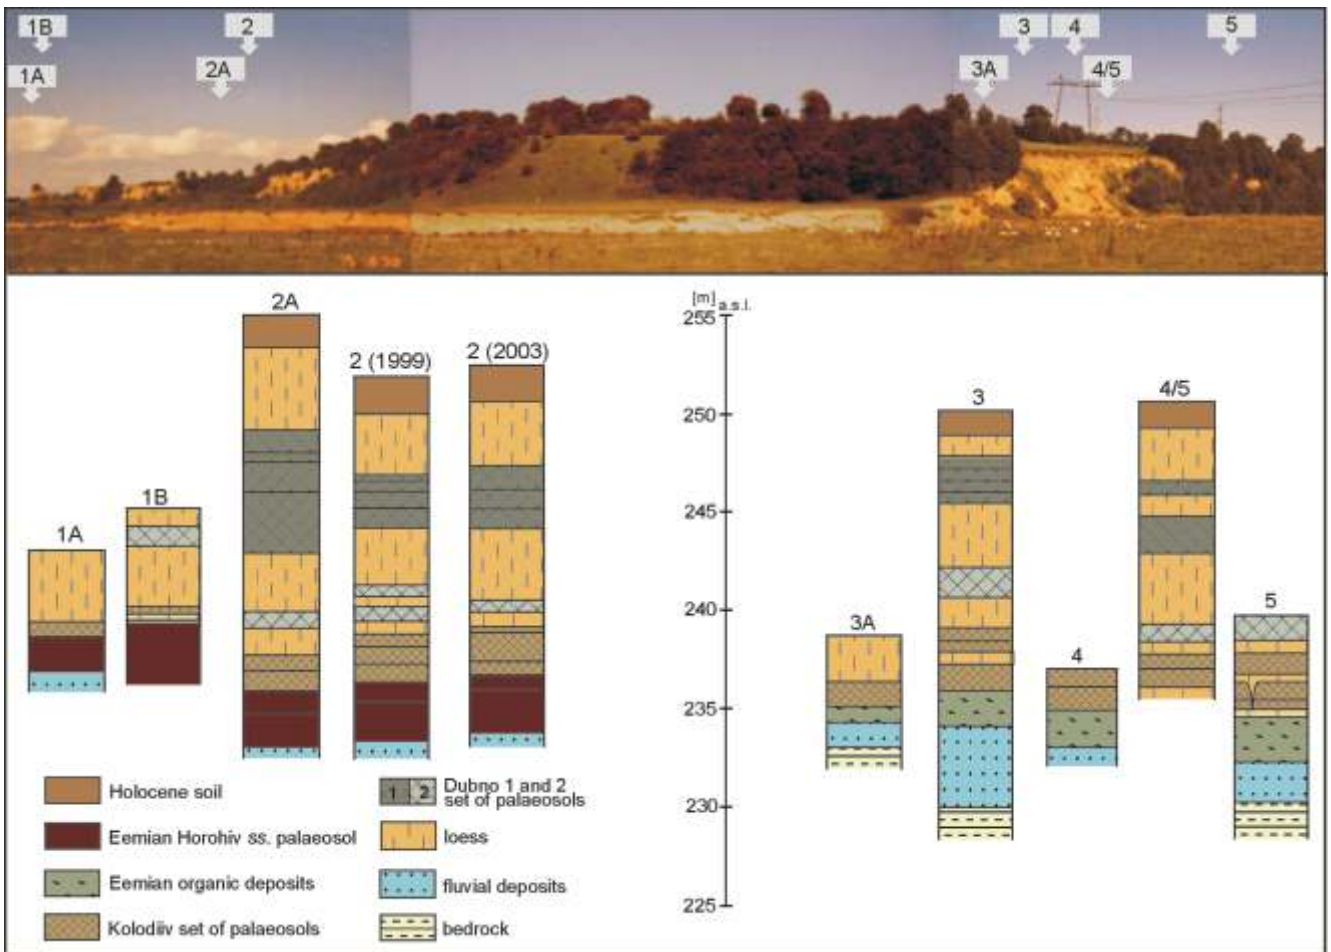 1B 2 3 4 5
1A 2A 3A 4/5
2A
[m] a.s.l.
255
2 (1999) 2 (2003)
3 4/5
250
1B
245
1A
240
5
3A
4
235
230
225
Holocene soil
Eemian Horohiv ss. palaeosol
Eemian organic deposits
Kolodiiv set of palaeosols
1 2 Dubno 1 and 2
set of palaeosols
loess
fluvial deposits
bedrock